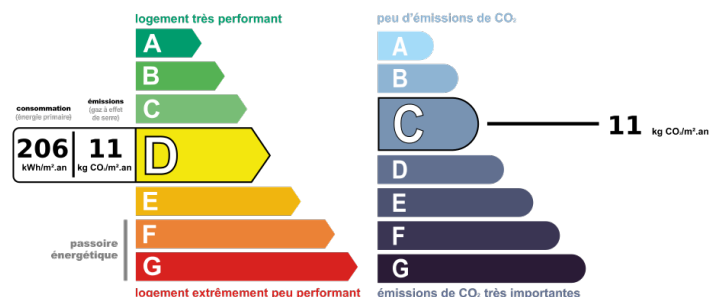 logement très performant
A
B
C
consommation
(énergie primaire)
émissions
(gaz à effet
de serre)
206
kWh/m².an
11
kg CO₂/m².an
D
E
F
G
passoire
énergétique
logement extrêmement peu performant
peu d'émissions de CO₂
A
B
C
11
kg CO₂/m².an
D
E
F
G
émissions de CO₂ très importantes